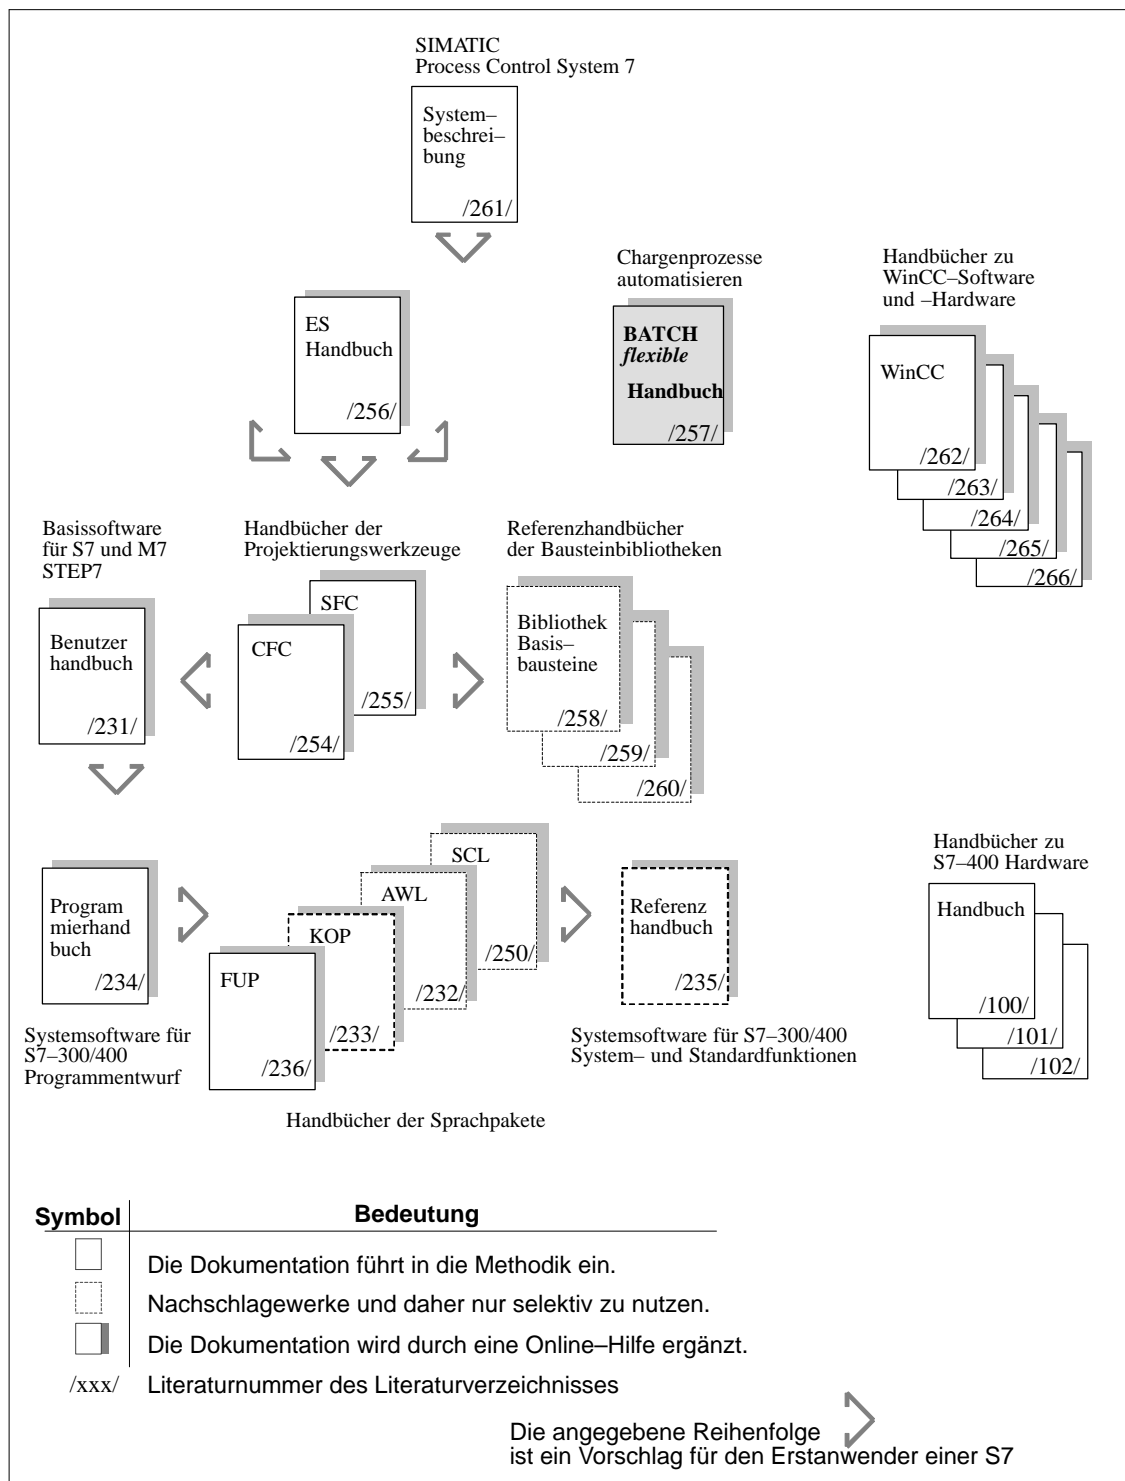 SIMATIC
Process Control System 7
System–
beschrei–
bung
/261/
Chargenprozesse
automatisieren
BATCH
flexible
Handbuch
/257/
Handbücher zu
WinCC–Software
und –Hardware
WinCC
/262/
/263/
/264/
/265/
/266/
ES
Handbuch
/256/
Basissoftware
für S7 und M7
STEP7
Benutzer
handbuch
/231/
Handbücher der
Projektierungswerkzeuge
SFC
/255/
CFC
/254/
Referenzhandbücher
der Bausteinbibliotheken
Bibliothek
Basis–
bausteine
/258/
/259/
/260/
Program
mierhand
buch
/234/
Systemsoftware für
S7–300/400
Programmentwurf
SCL
/250/
AWL
/232/
KOP
/233/
FUP
/236/
Handbücher der Sprachpakete
Referenz
handbuch
/235/
Systemsoftware für S7–300/400
System– und Standardfunktionen
Handbücher zu
S7–400 Hardware
Handbuch
/100/
/101/
/102/
Symbol Bedeutung
Die Dokumentation führt in die Methodik ein.
Nachschlagewerke und daher nur selektiv zu nutzen.
Die Dokumentation wird durch eine Online–Hilfe ergänzt.
/xxx/ Literaturnummer des Literaturverzeichnisses
Die angegebene Reihenfolge
ist ein Vorschlag für den Erstanwender einer S7